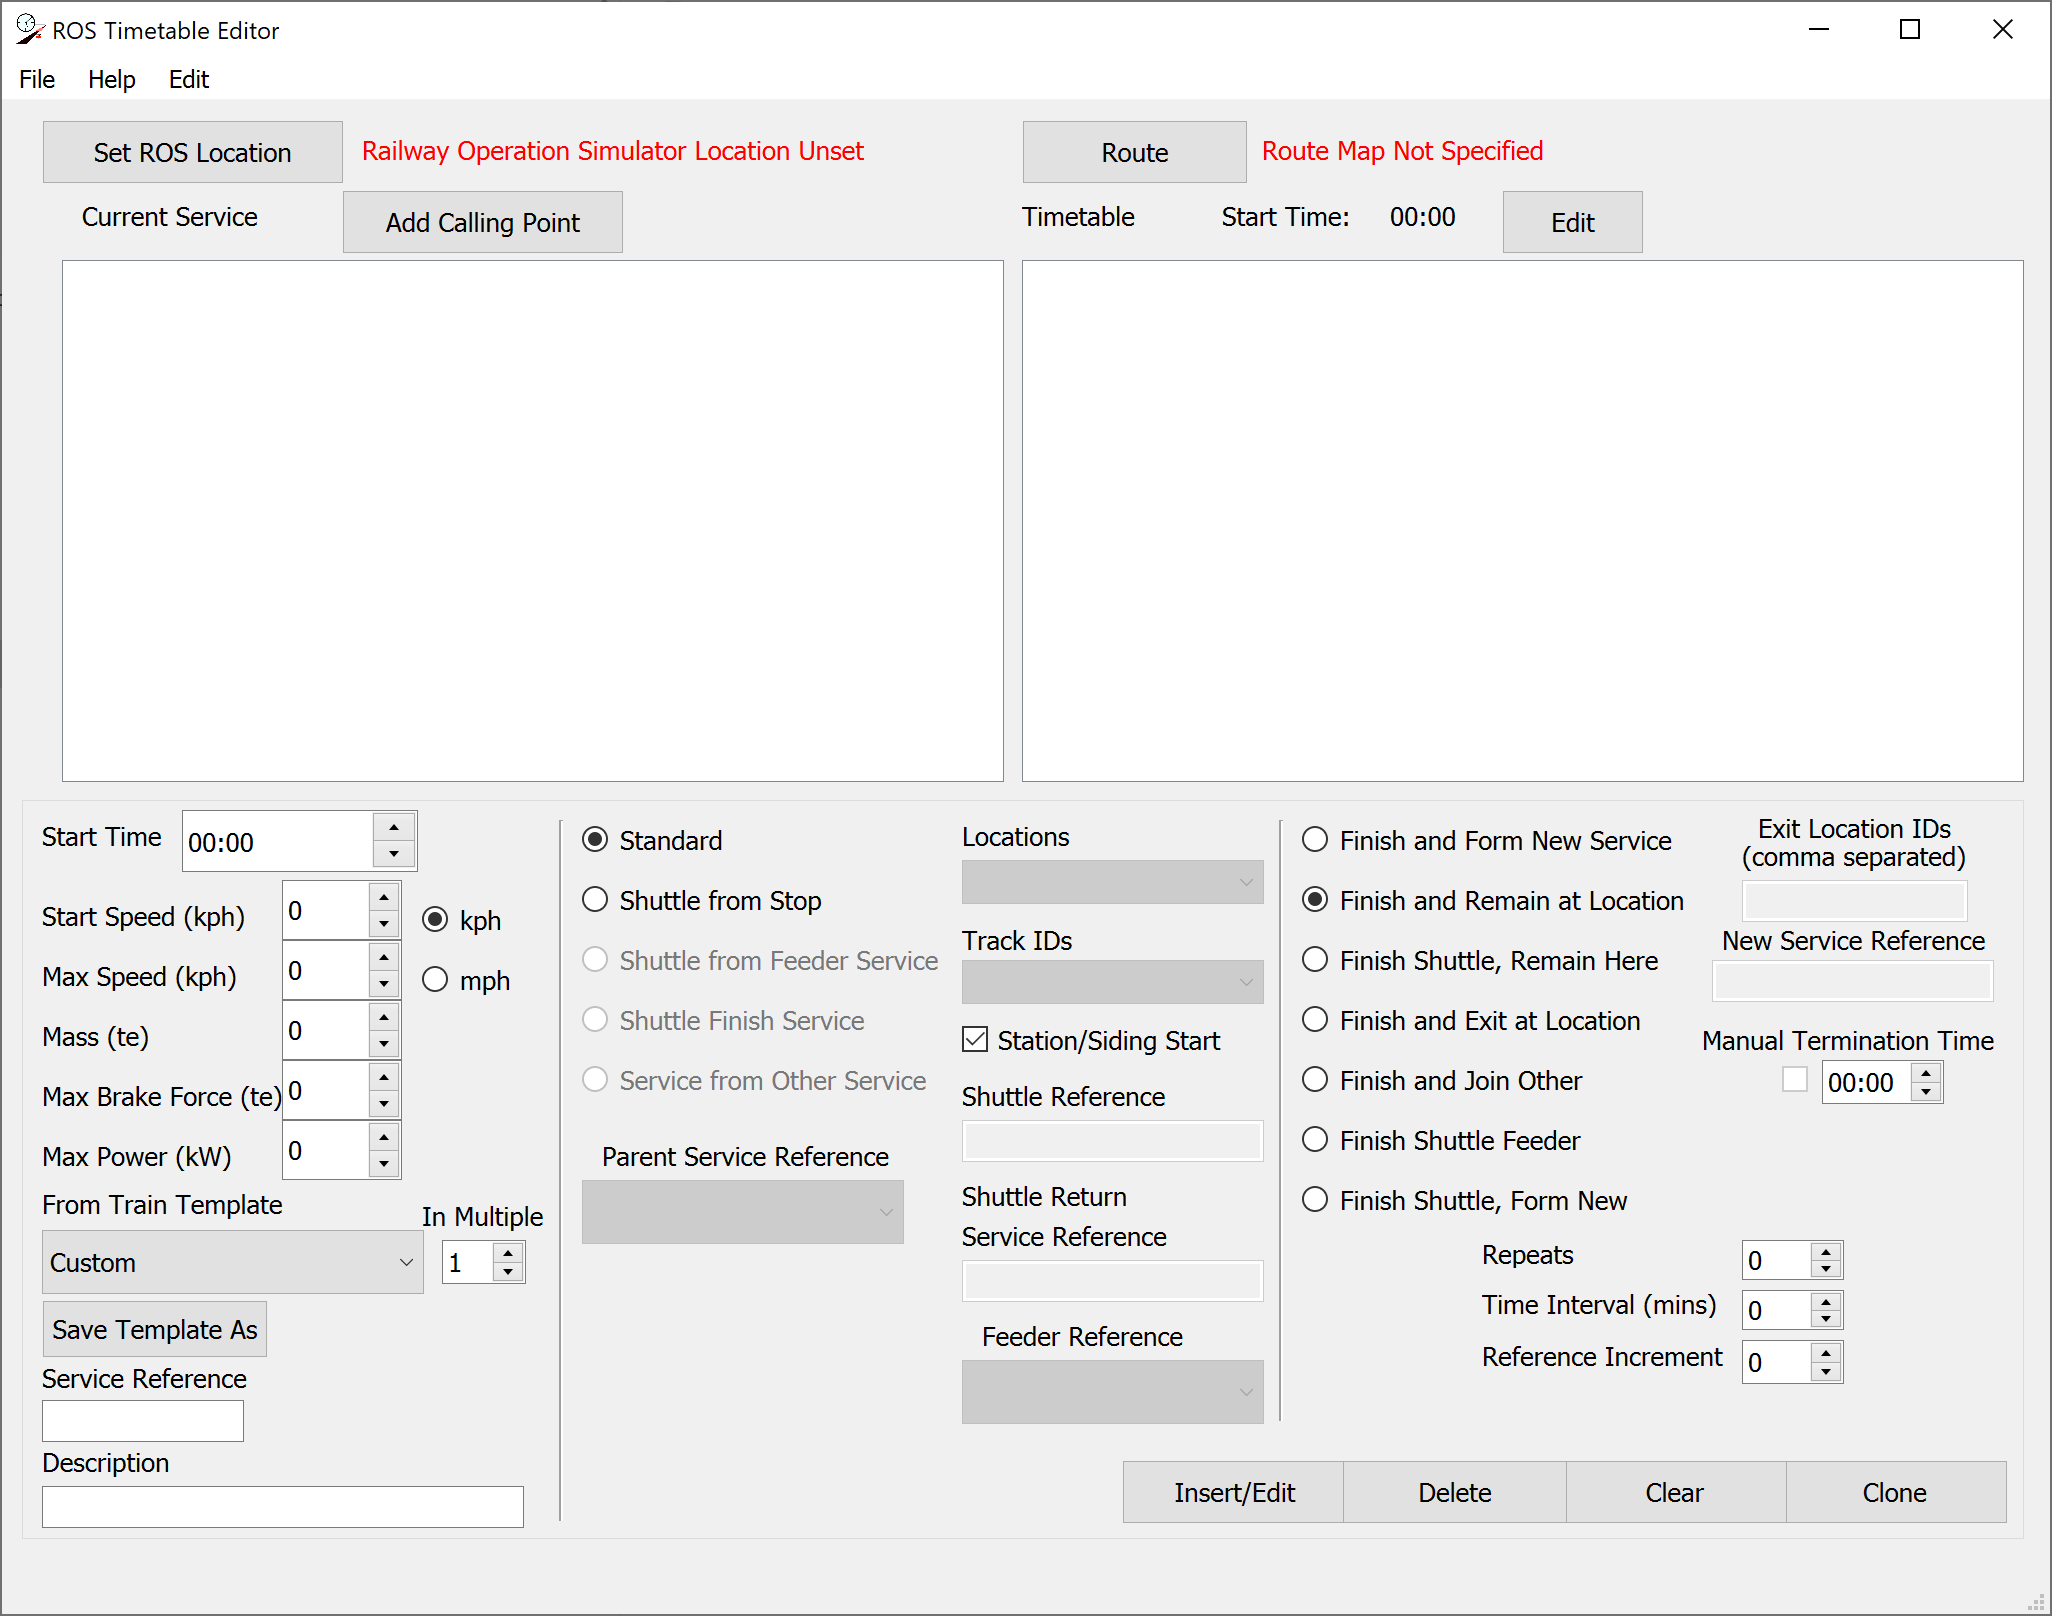 ROS Timetable Editor
File Help Edit
Set ROS Location Railway Operation Simulator Location Unset Route Route Map Not Specified
Current Service Add Calling Point Timetable Start Time: 00:00 Edit
Start Time 00:00
Start Speed (kph) 0 kph
Max Speed (kph) 0 mph
Mass (te) 0
Max Brake Force (te) 0
Max Power (kW) 0
From Train Template
In Multiple
Custom 1
Save Template As
Service Reference
Description
Standard
Shuttle from Stop
Shuttle from Feeder Service
Shuttle Finish Service
Service from Other Service
Parent Service Reference
Locations
Track IDs
Station/Siding Start
Shuttle Reference
Shuttle Return
Service Reference
Feeder Reference
Finish and Form New Service
Finish and Remain at Location
Finish Shuttle, Remain Here
Finish and Exit at Location
Finish and Join Other
Finish Shuttle Feeder
Finish Shuttle, Form New
Exit Location IDs
(comma separated)
New Service Reference
Manual Termination Time
00:00
Repeats 0
Time Interval (mins) 0
Reference Increment 0
Insert/Edit Delete Clear Clone